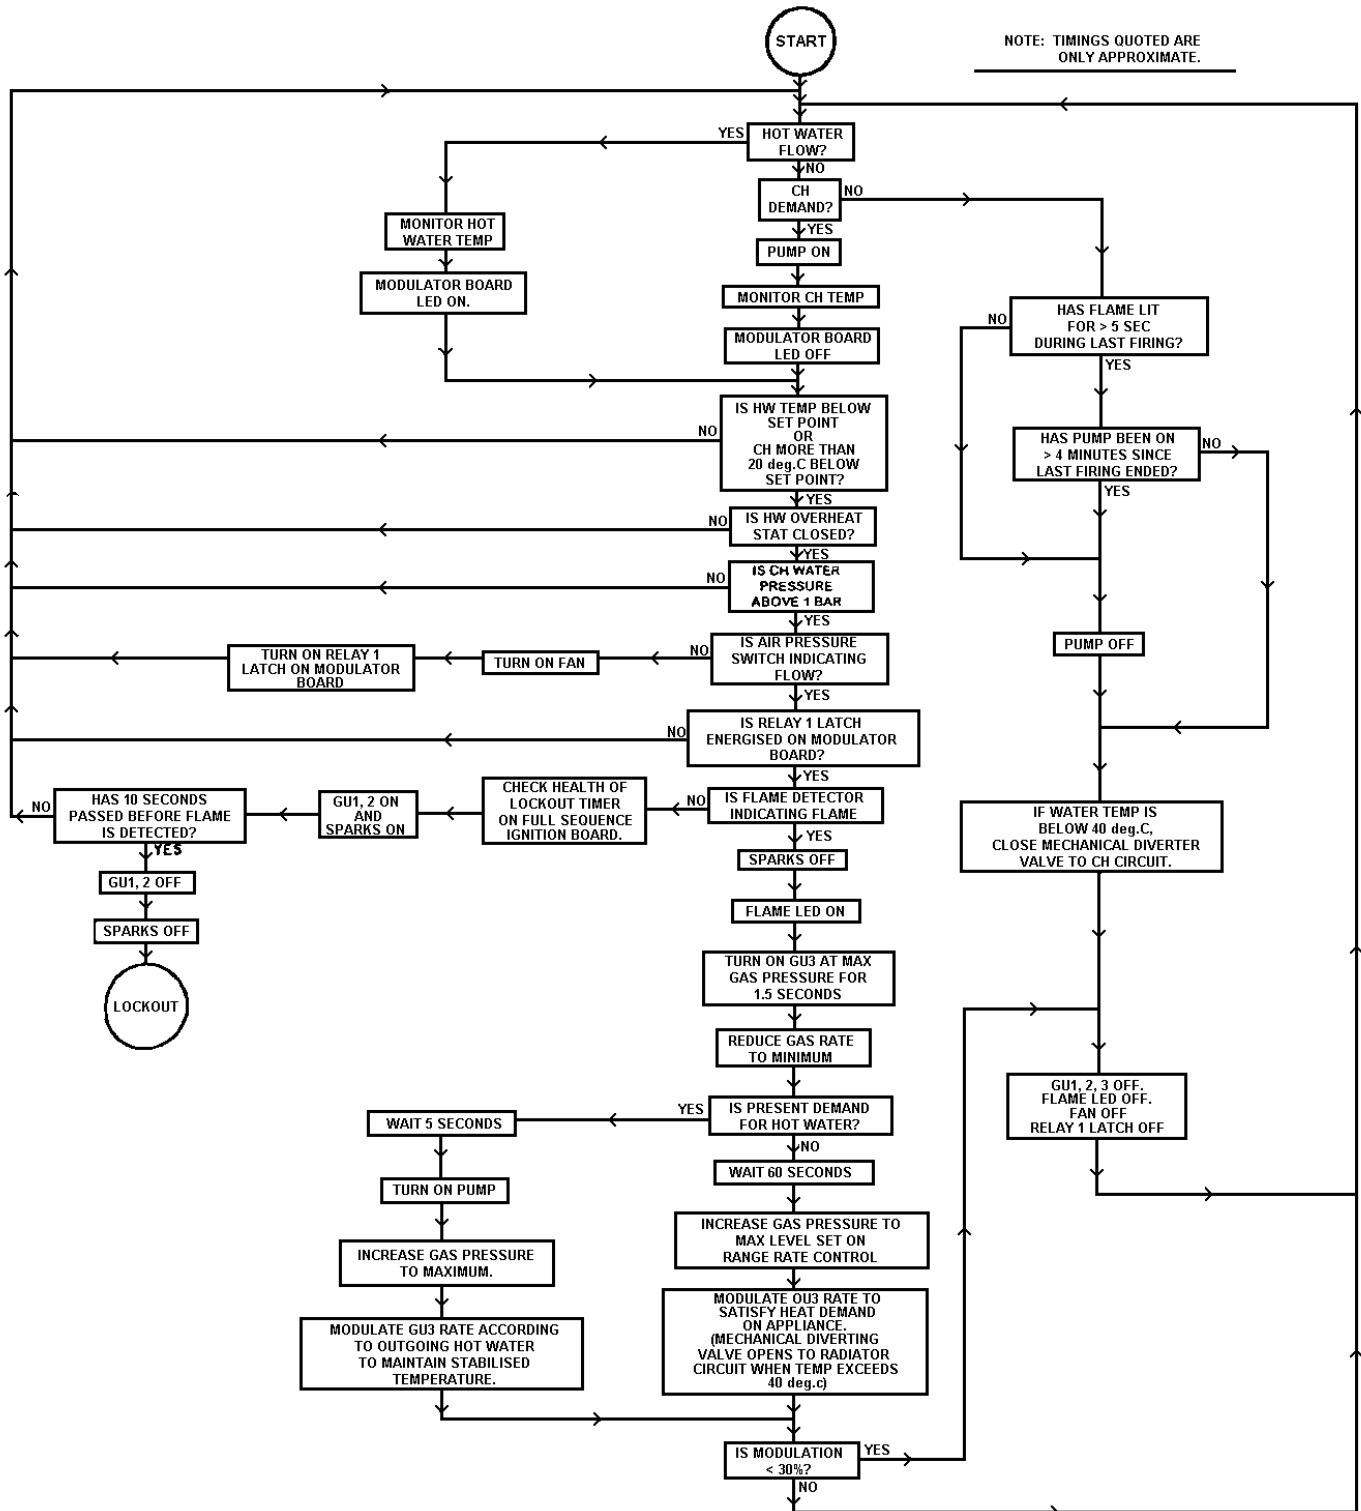 START
NOTE: TIMINGS QUOTED ARE
ONLY APPROXIMATE.
HOT WATER
FLOW?
YES
NO
CH
DEMAND?
NO
YES
PUMP ON
MONITOR HOT
WATER TEMP
MODULATOR BOARD
LED ON.
MONITOR CH TEMP
MODULATOR BOARD
LED OFF
HAS FLAME LIT
FOR > 5 SEC
DURING LAST FIRING?
NO
YES
IS HW TEMP BELOW
SET POINT
OR
CH MORE THAN
20 deg.C BELOW
SET POINT?
NO
YES
HAS PUMP BEEN ON
> 4 MINUTES SINCE
LAST FIRING ENDED?
NO
YES
IS HW OVERHEAT
STAT CLOSED?
NO
YES
IS CH WATER
PRESSURE
ABOVE 1 BAR
NO
YES
IS AIR PRESSURE
SWITCH INDICATING
FLOW?
NO
YES
TURN ON FAN
TURN ON RELAY 1
LATCH ON MODULATOR
BOARD
PUMP OFF
IS RELAY 1 LATCH
ENERGISED ON MODULATOR
BOARD?
NO
YES
IS FLAME DETECTOR
INDICATING FLAME
NO
YES
CHECK HEALTH OF
LOCKOUT TIMER
ON FULL SEQUENCE
IGNITION BOARD.
GU1, 2 ON
AND
SPARKS ON
HAS 10 SECONDS
PASSED BEFORE FLAME
IS DETECTED?
NO
YES
GU1, 2 OFF
SPARKS OFF
LOCKOUT
IF WATER TEMP IS
BELOW 40 deg.C,
CLOSE MECHANICAL DIVERTER
VALVE TO CH CIRCUIT.
SPARKS OFF
FLAME LED ON
TURN ON GU3 AT MAX
GAS PRESSURE FOR
1.5 SECONDS
REDUCE GAS RATE
TO MINIMUM
GU1, 2, 3 OFF.
FLAME LED OFF.
FAN OFF
RELAY 1 LATCH OFF
IS PRESENT DEMAND
FOR HOT WATER?
YES
NO
WAIT 5 SECONDS
TURN ON PUMP
INCREASE GAS PRESSURE
TO MAXIMUM.
MODULATE GU3 RATE ACCORDING
TO OUTGOING HOT WATER
TO MAINTAIN STABILISED
TEMPERATURE.
WAIT 60 SECONDS
INCREASE GAS PRESSURE TO
MAX LEVEL SET ON
RANGE RATE CONTROL
MODULATE OU3 RATE TO
SATISFY HEAT DEMAND
ON APPLIANCE.
(MECHANICAL DIVERTING
VALVE OPENS TO RADIATOR
CIRCUIT WHEN TEMP EXCEEDS
40 deg.c)
IS MODULATION
< 30%?
YES
NO